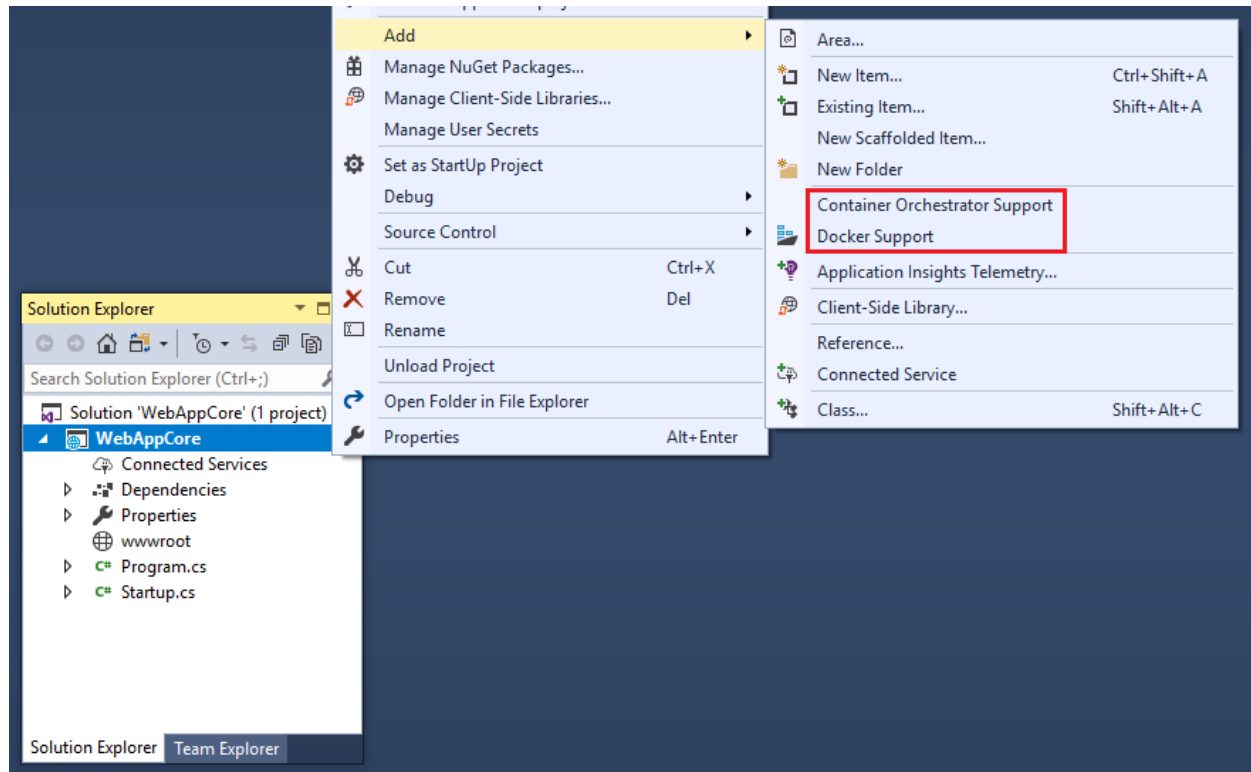 Add
Manage NuGet Packages...
Manage Client-Side Libraries...
Manage User Secrets
Set as StartUp Project
Debug
Source Control
Cut Ctrl+X
Remove Del
Rename
Unload Project
Open Folder in File Explorer
Properties Alt+Enter
Area...
New Item... Ctrl+Shift+A
Existing Item... Shift+Alt+A
New Scaffolded Item...
New Folder
Container Orchestrator Support
Docker Support
Application Insights Telemetry...
Client-Side Library...
Reference...
Connected Service
Class... Shift+Alt+C
Solution Explorer
Search Solution Explorer (Ctrl+;)
Solution 'WebAppCore' (1 project)
WebAppCore
Connected Services
Dependencies
Properties
wwwroot
C# Program.cs
C# Startup.cs
Solution Explorer Team Explorer